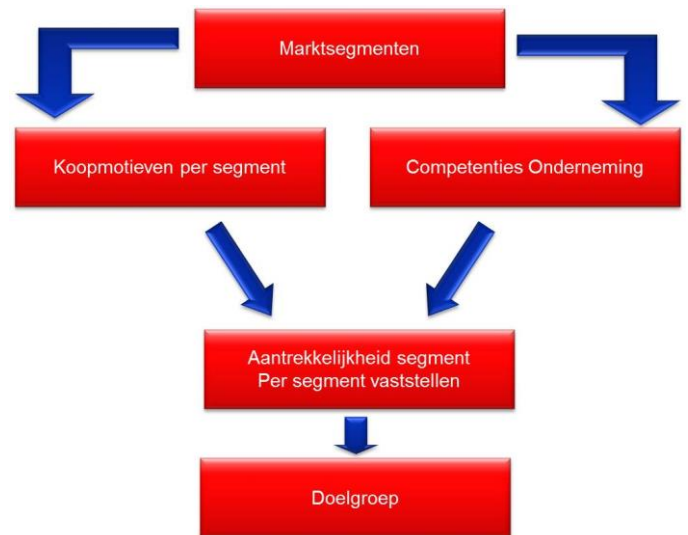 Marktsegmenten
Koopmotieven per segment
Competenties Onderneming
Aantrekkelijkheid segment
Per segment vaststellen
Doelgroep